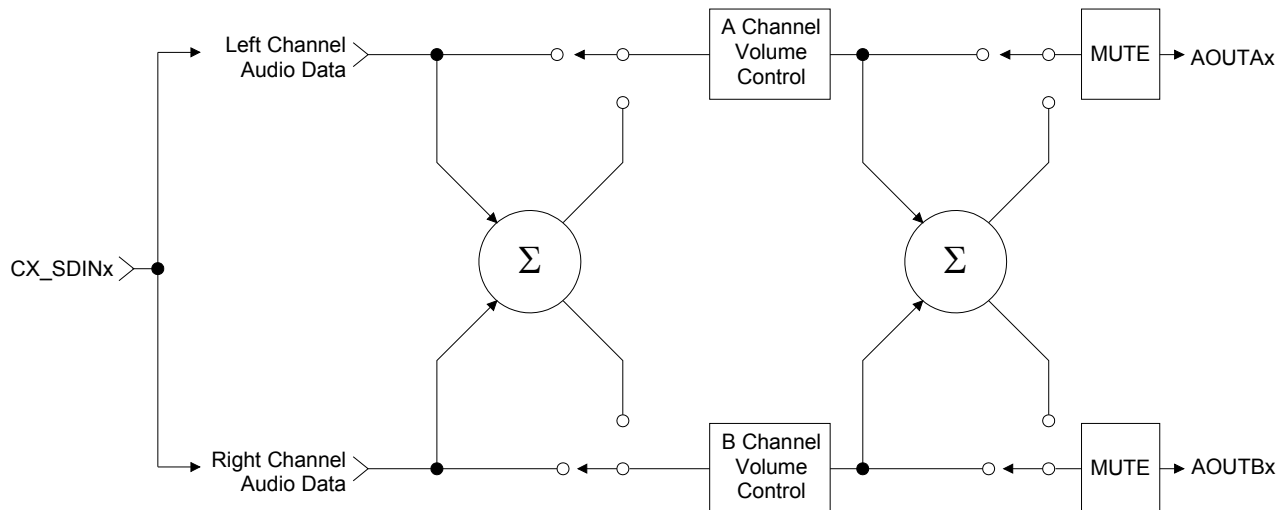 Left Channel
Audio Data
A Channel
Volume
Control
MUTE
AOUTAx
Σ
Σ
CX_SDINx
Right Channel
Audio Data
B Channel
Volume
Control
MUTE
AOUTBx